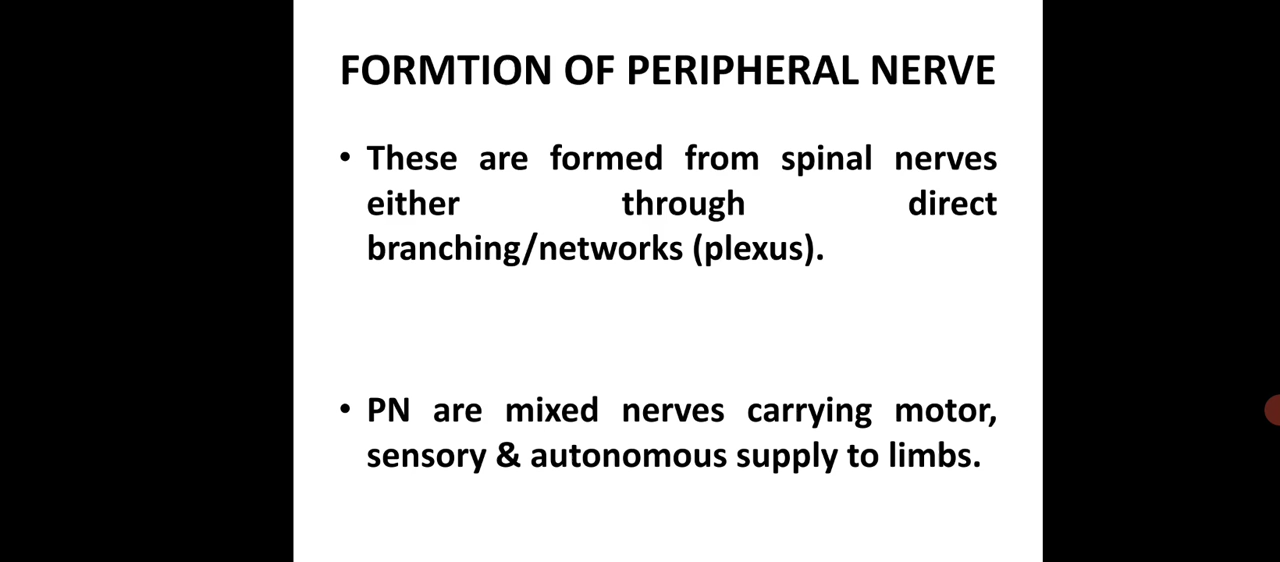 FORMTION OF PERIPHERAL NERVE
• These are formed from spinal nerves
either through direct
branching/networks (plexus).
• PN are mixed nerves carrying motor,
sensory & autonomous supply to limbs.